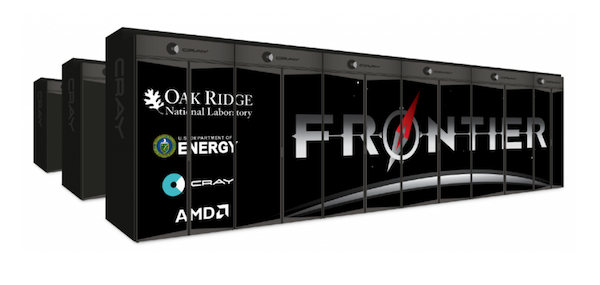 CRAY
CRAY
OAK RIDGE
National Laboratory
U.S. DEPARTMENT OF
ENERGY
CRAY
AMD
FRONTIER